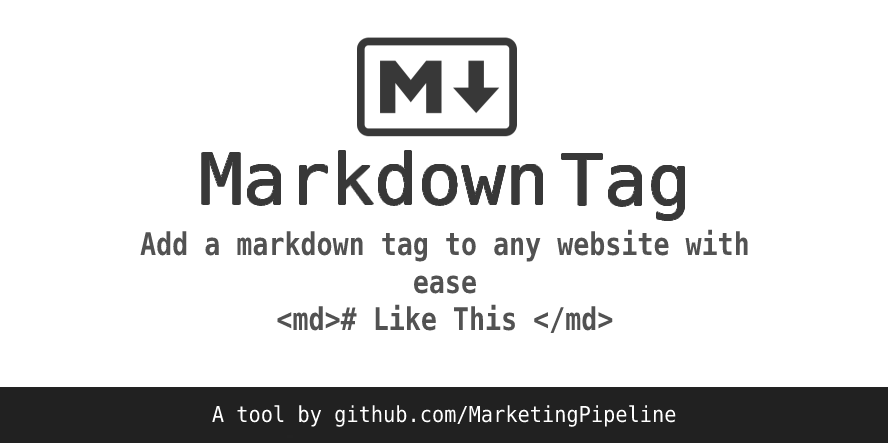 M↓
Markdown Tag
Add a markdown tag to any website with
ease
<md># Like This </md>
A tool by github.com/MarketingPipeline